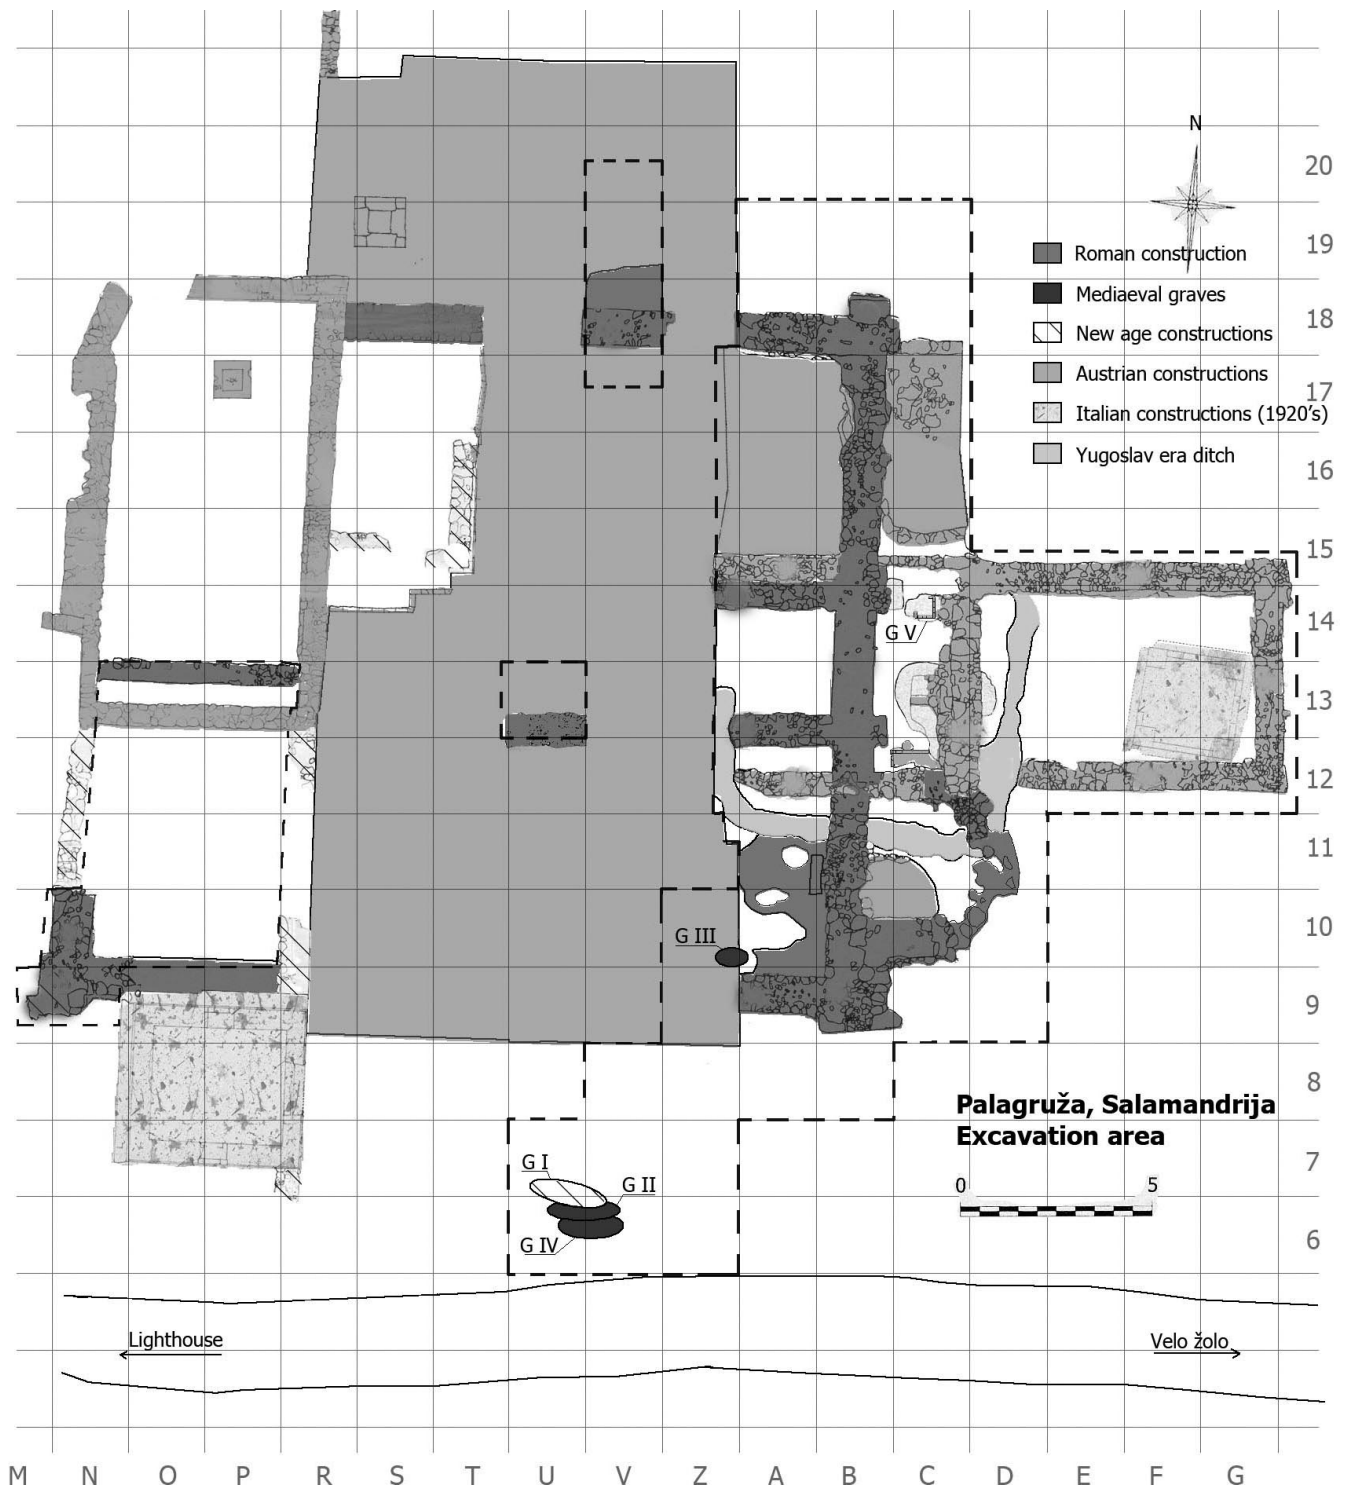 N
20
19
Roman construction
Mediaeval graves
18
New age constructions
Austrian constructions
17
Italian constructions (1920's)
Yugoslav era ditch
16
15
14
G V
13
12
11
10
G III
9
8
Palagruža, Salamandrija
Excavation area
7
G I
G II
0 5
6
G IV
Lighthouse
Velo žolo
M N O P R S T U V Z A B C D E F G